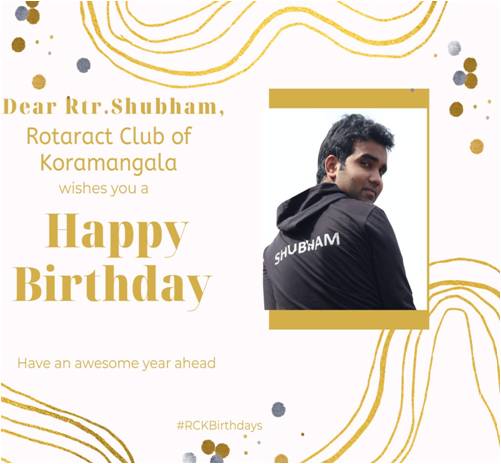 Dear Rtr.Shubham,
Rotaract Club of
Koramangala
wishes you a
Happy
Birthday
SHUBHAM
Have an awesome year ahead
#RCKBirthdays